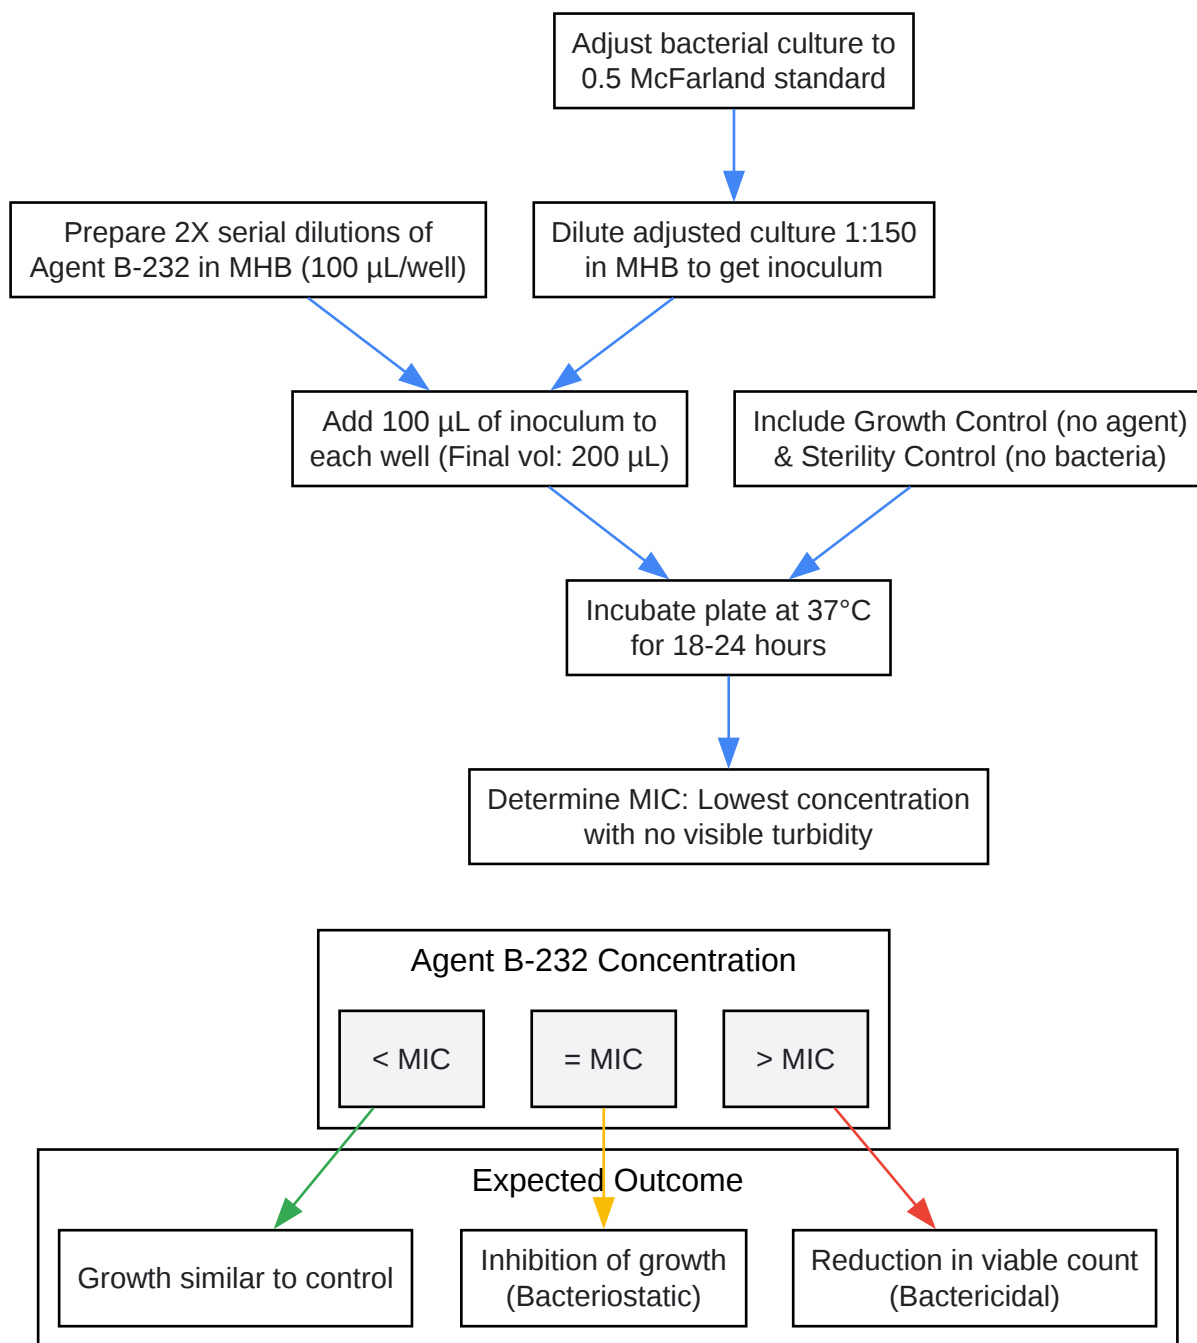 Adjust bacterial culture to
0.5 McFarland standard
Prepare 2X serial dilutions of
Agent B-232 in MHB (100 µL/well)
Dilute adjusted culture 1:150
in MHB to get inoculum
Add 100 µL of inoculum to
each well (Final vol: 200 µL)
Include Growth Control (no agent)
& Sterility Control (no bacteria)
Incubate plate at 37°C
for 18-24 hours
Determine MIC: Lowest concentration
with no visible turbidity
Agent B-232 Concentration
< MIC
= MIC
> MIC
Expected Outcome
Growth similar to control
Inhibition of growth
(Bacteriostatic)
Reduction in viable count
(Bactericidal)